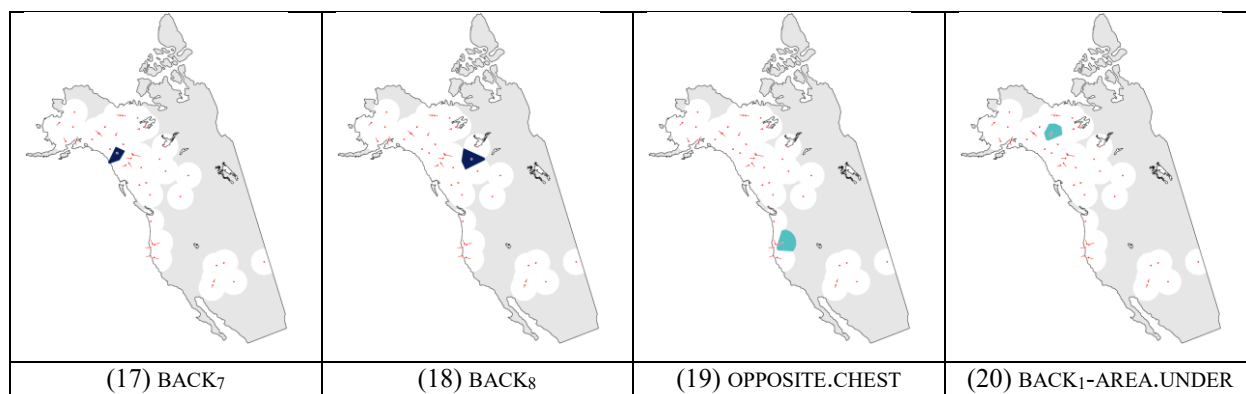 (17) BACK₇
(18) BACK₈
(19) OPPOSITE.CHEST
(20) BACK₁-AREA.UNDER